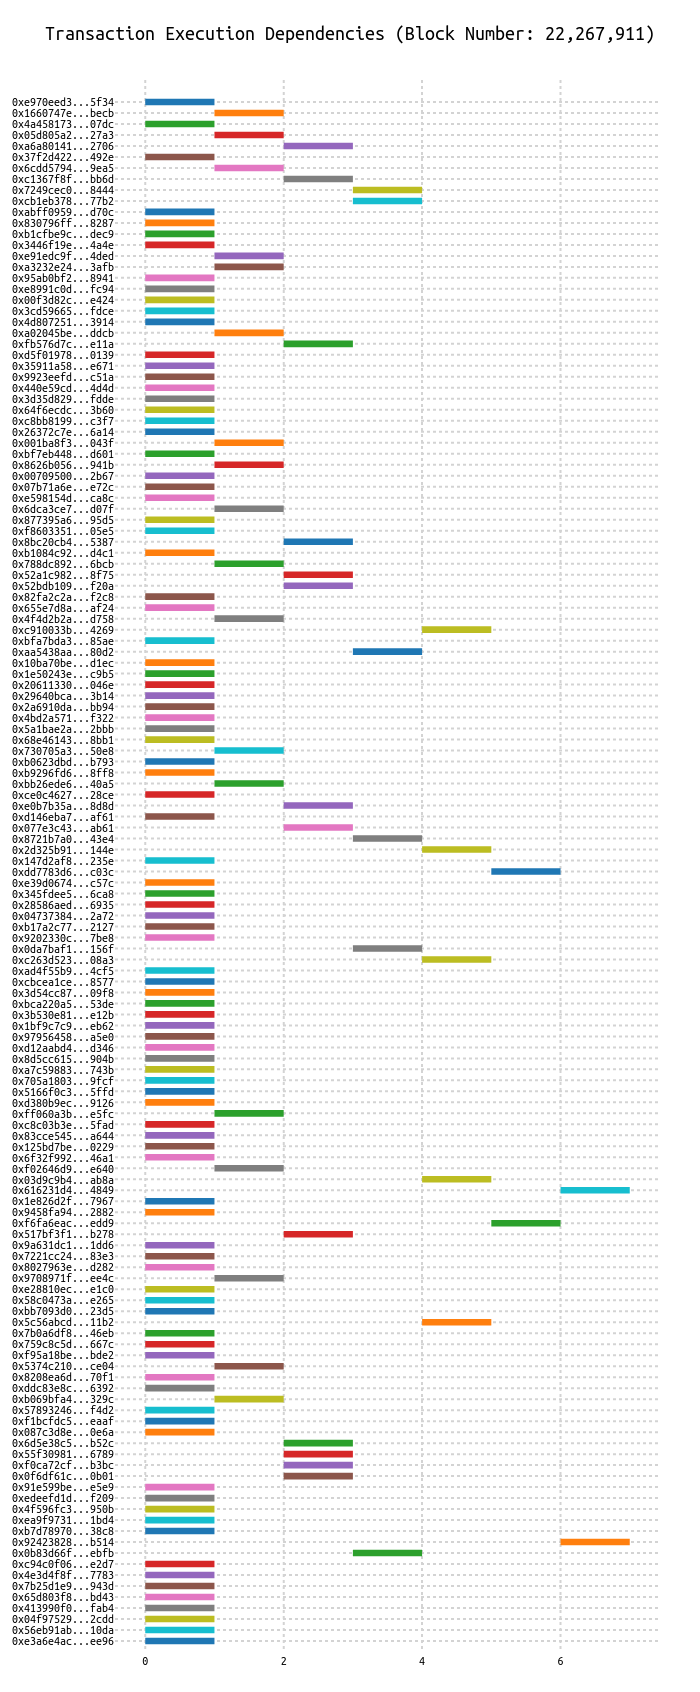 Transaction Execution Dependencies (Block Number: 22,267,911)
0xe970eed3...5f34
0x1660747e...becb
0x4a458173...07dc
0x05d805a2...27a3
0xa6a80141...2706
0x37f2d422...492e
0x6cdd5794...9ea5
0xc1367f8f...bb6d
0x7249cec0...8444
0xcb1eb378...77b2
0xabff0959...d70c
0x830796ff...8287
0xb1cfbe9c...dec9
0x3446f19e...4a4e
0xe91edc9f...4ded
0xa3232e24...3afb
0x95ab0bf2...8941
0xe8991c0d...fc94
0x00f3d82c...e424
0x3cd59665...fdce
0x4d807251...3914
0xa02045be...ddcb
0xfb576d7c...e11a
0xd5f01978...0139
0x35911a58...e671
0x9923eefd...c51a
0x440e59cd...4d4d
0x3d35d829...fdde
0x64f6ecdc...3b60
0xc8bb8199...c3f7
0x26372c7e...6a14
0x001ba8f3...043f
0xbf7eb448...d601
0x8626b056...941b
0x00709500...2b67
0x07b71a6e...e72c
0xe598154d...ca8c
0x6dca3ce7...d07f
0x877395a6...95d5
0xf8603351...05e5
0x8bc20cb4...5387
0xb1084c92...d4c1
0x788dc892...6bcb
0x52a1c982...8f75
0x52bdb109...f20a
0x82fa2c2a...f2c8
0x655e7d8a...af24
0x4f4d2b2a...d758
0xc910033b...4269
0xbfa7bda3...85ae
0xaa5438aa...80d2
0x10ba70be...d1ec
0x1e50243e...c9b5
0x20611330...046e
0x29640bca...3b14
0x2a6910da...bb94
0x4bd2a571...f322
0x5a1bae2a...2bbb
0x68e46143...8bb1
0x730705a3...50e8
0xb0623dbd...b793
0xb9296fd6...8ff8
0xbb26ede6...40a5
0xce0c4627...28ce
0xe0b7b35a...8d8d
0xd146eba7...af61
0x077e3c43...ab61
0x8721b7a0...43e4
0x2d325b91...144e
0x147d2af8...235e
0xdd7783d6...c03c
0xe39d0674...c57c
0x345fdee5...6ca8
0x28586aed...6935
0x04737384...2a72
0xb17a2c77...2127
0x9202330c...7be8
0x0da7baf1...156f
0xc263d523...08a3
0xad4f55b9...4cf5
0xcbcea1ce...8577
0x3d54cc87...09f8
0xbca220a5...53de
0x3b530e81...e12b
0x1bf9c7c9...eb62
0x97956458...a5e0
0xd12aabd4...d346
0x8d5cc615...904b
0xa7c59883...743b
0x705a1803...9fcf
0x5166f0c3...5ffd
0xd380b9ec...9126
0xff060a3b...e5fc
0xc8c03b3e...5fad
0x83cce545...a644
0x125bd7be...0229
0x6f32f992...46a1
0xf02646d9...e640
0x03d9c9b4...ab8a
0x616231d4...4849
0x1e826d2f...7967
0x9458fa94...2882
0xf6fa6eac...edd9
0x517bf3f1...b278
0x9a631dc1...1dd6
0x7221cc24...83e3
0x8027963e...d282
0x9708971f...ee4c
0xe28810ec...e1c0
0x58c0473a...e265
0xbb7093d0...23d5
0x5c56abcd...11b2
0x7b0a6df8...46eb
0x759c8c5d...667c
0xf95a18be...bde2
0x5374c210...ce04
0x8208ea6d...70f1
0xddc83e8c...6392
0xb069bfa4...329c
0x57893246...f4d2
0xf1bcfdc5...eaaf
0x087c3d8e...0e6a
0x6d5e38c5...b52c
0x55f30981...6789
0xf0ca72cf...b3bc
0x0f6df61c...0b01
0x91e599be...e5e9
0xedeefd1d...f209
0x4f596fc3...950b
0xea9f9731...1bd4
0xb7d78970...38c8
0x92423828...b514
0x0b83d66f...ebfb
0xc94c0f06...e2d7
0x4e3d4f8f...7783
0x7b25d1e9...943d
0x65d803f8...bd43
0x413990f0...fab4
0x04f97529...2cdd
0x56eb91ab...10da
0xe3a6e4ac...ee96
0 2 4 6